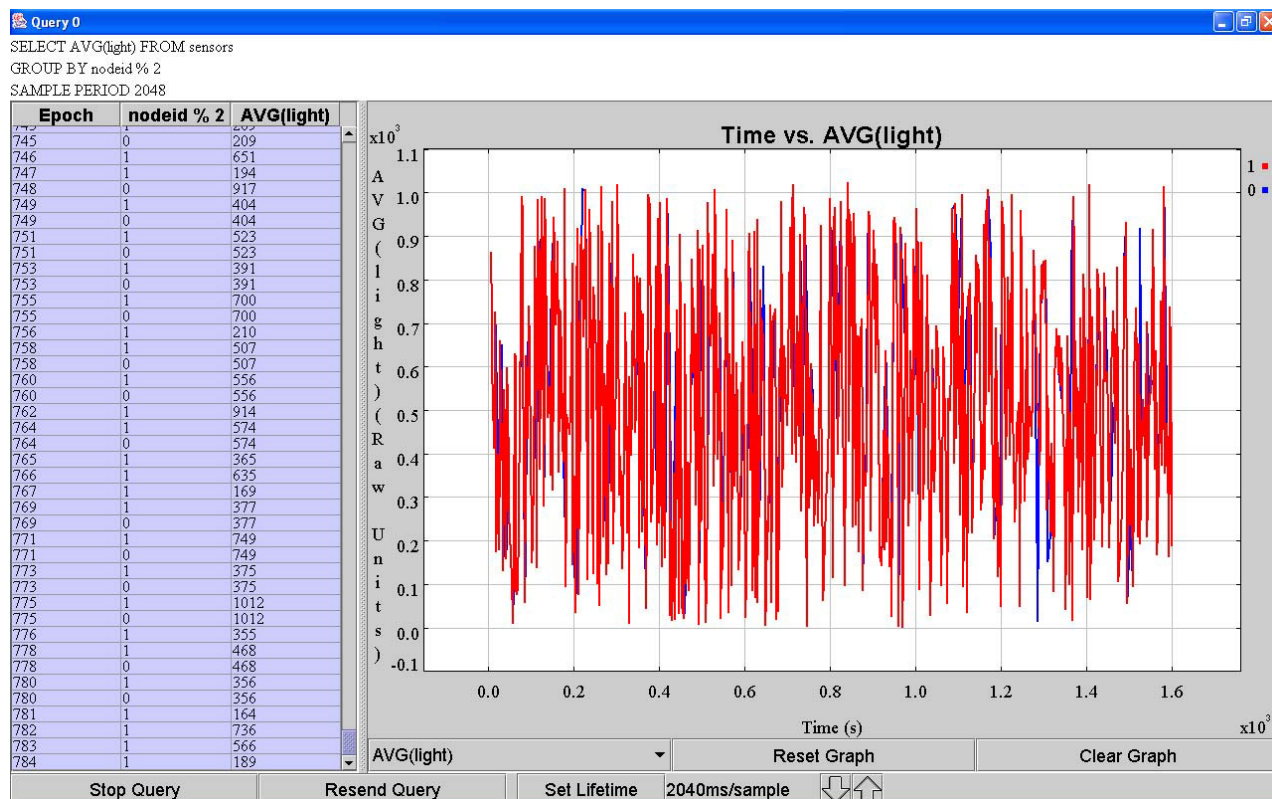 Query 0
SELECT AVG(light) FROM sensors
GROUP BY nodeid % 2
SAMPLE PERIOD 2048
Epoch nodeid % 2 AVG(light)
745 0 209
746 1 651
747 1 194
748 0 917
749 1 404
749 0 404
751 1 523
751 0 523
753 1 391
753 0 391
755 1 700
755 0 700
756 1 210
758 1 507
758 0 507
760 1 556
760 0 556
762 1 914
764 1 574
764 0 574
765 1 365
766 1 635
767 1 169
769 1 377
769 0 377
771 1 749
771 0 749
773 1 375
773 0 375
775 1 1012
775 0 1012
776 1 355
778 1 468
778 0 468
780 1 356
780 0 356
781 1 164
782 1 736
783 1 566
784 1 189
Time vs. AVG(light)
x10³
1.1
1.0
0.9
0.8
0.7
0.6
0.5
0.4
0.3
0.2
0.1
0.0
-0.1
AVG(light)(Raw Units)
1
0
0.0 0.2 0.4 0.6 0.8 1.0 1.2 1.4 1.6
Time (s)
x10³
AVG(light) Reset Graph Clear Graph
Stop Query Resend Query Set Lifetime 2040ms/sample